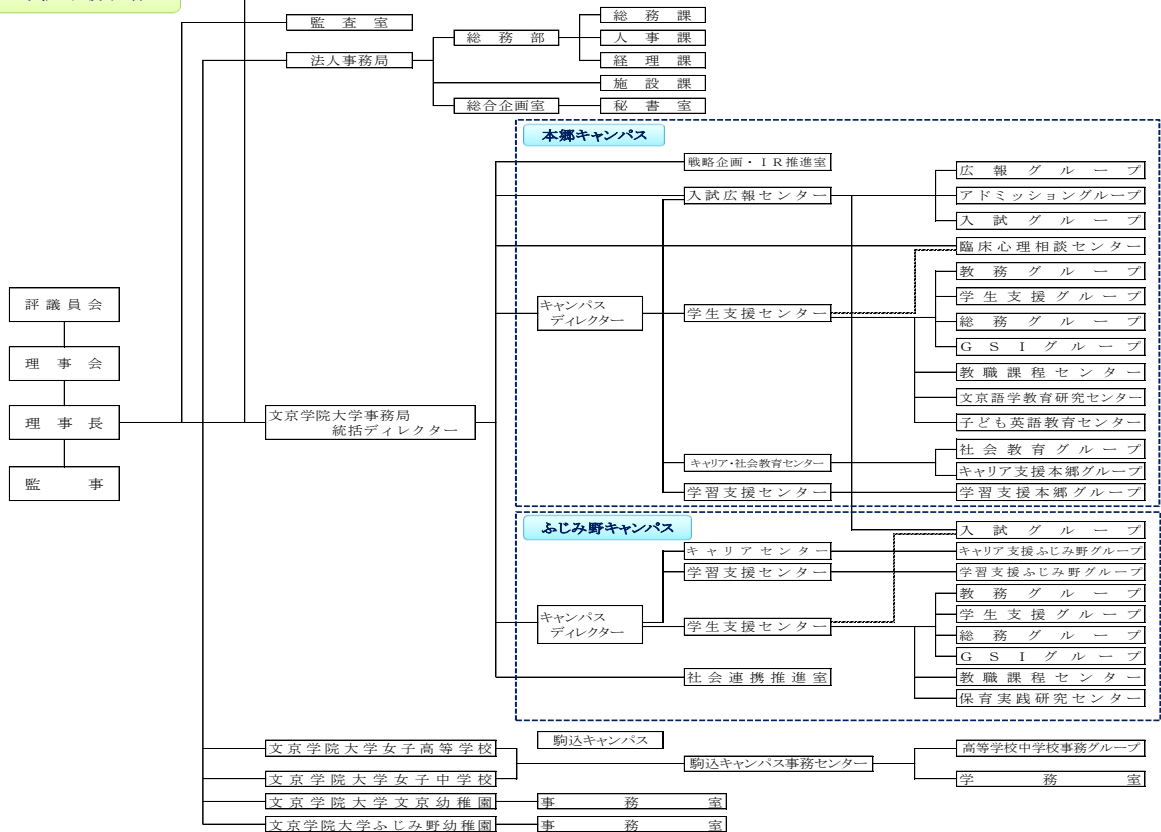 監査室
法人事務局
総務部
総務課
人事課
経理課
施設課
総合企画室
秘書室
本郷キャンパス
戦略企画・ＩＲ推進室
入試広報センター
広報グループ
アドミッショングループ
入試グループ
臨床心理相談センター
キャンパス
ディレクター
学生支援センター
教務グループ
学生支援グループ
総務グループ
ＧＳＩグループ
教職課程センター
文京語学教育研究センター
子ども英語教育センター
キャリア・社会教育センター
社会教育グループ
キャリア支援本郷グループ
学習支援センター
学習支援本郷グループ
評議員会
理事会
理事長
監事
文京学院大学事務局
統括ディレクター
ふじみ野キャンパス
入試グループ
キャリアセンター
キャリア支援ふじみ野グループ
学習支援センター
学習支援ふじみ野グループ
キャンパス
ディレクター
学生支援センター
教務グループ
学生支援グループ
総務グループ
ＧＳＩグループ
教職課程センター
保育実践研究センター
社会連携推進室
文京学院大学女子高等学校
文京学院大学女子中学校
駒込キャンパス
駒込キャンパス事務センター
高等学校中学校事務グループ
学務室
文京学院大学文京幼稚園
事務室
文京学院大学ふじみ野幼稚園
事務室